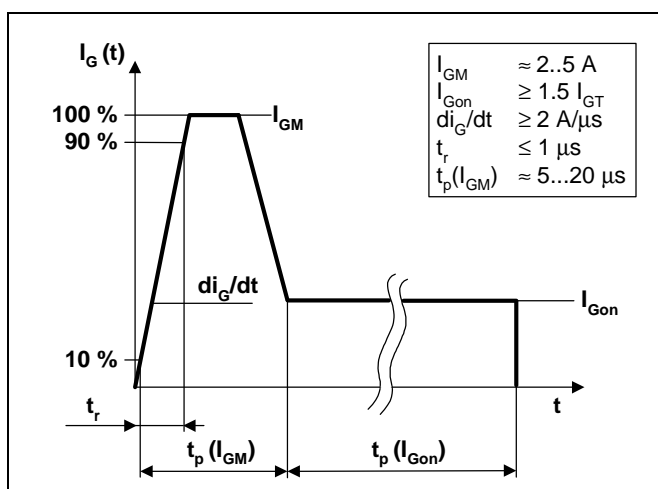 I_G (t)
100 %
90 %
I_GM
di_G/dt
10 %
I_Gon
t
t_r
t_p (I_GM)
t_p (I_Gon)
I_GM ≈ 2..5 A
I_Gon ≥ 1.5 I_GT
di_G/dt ≥ 2 A/μs
t_r ≤ 1 μs
t_p(I_GM) ≈ 5...20 μs